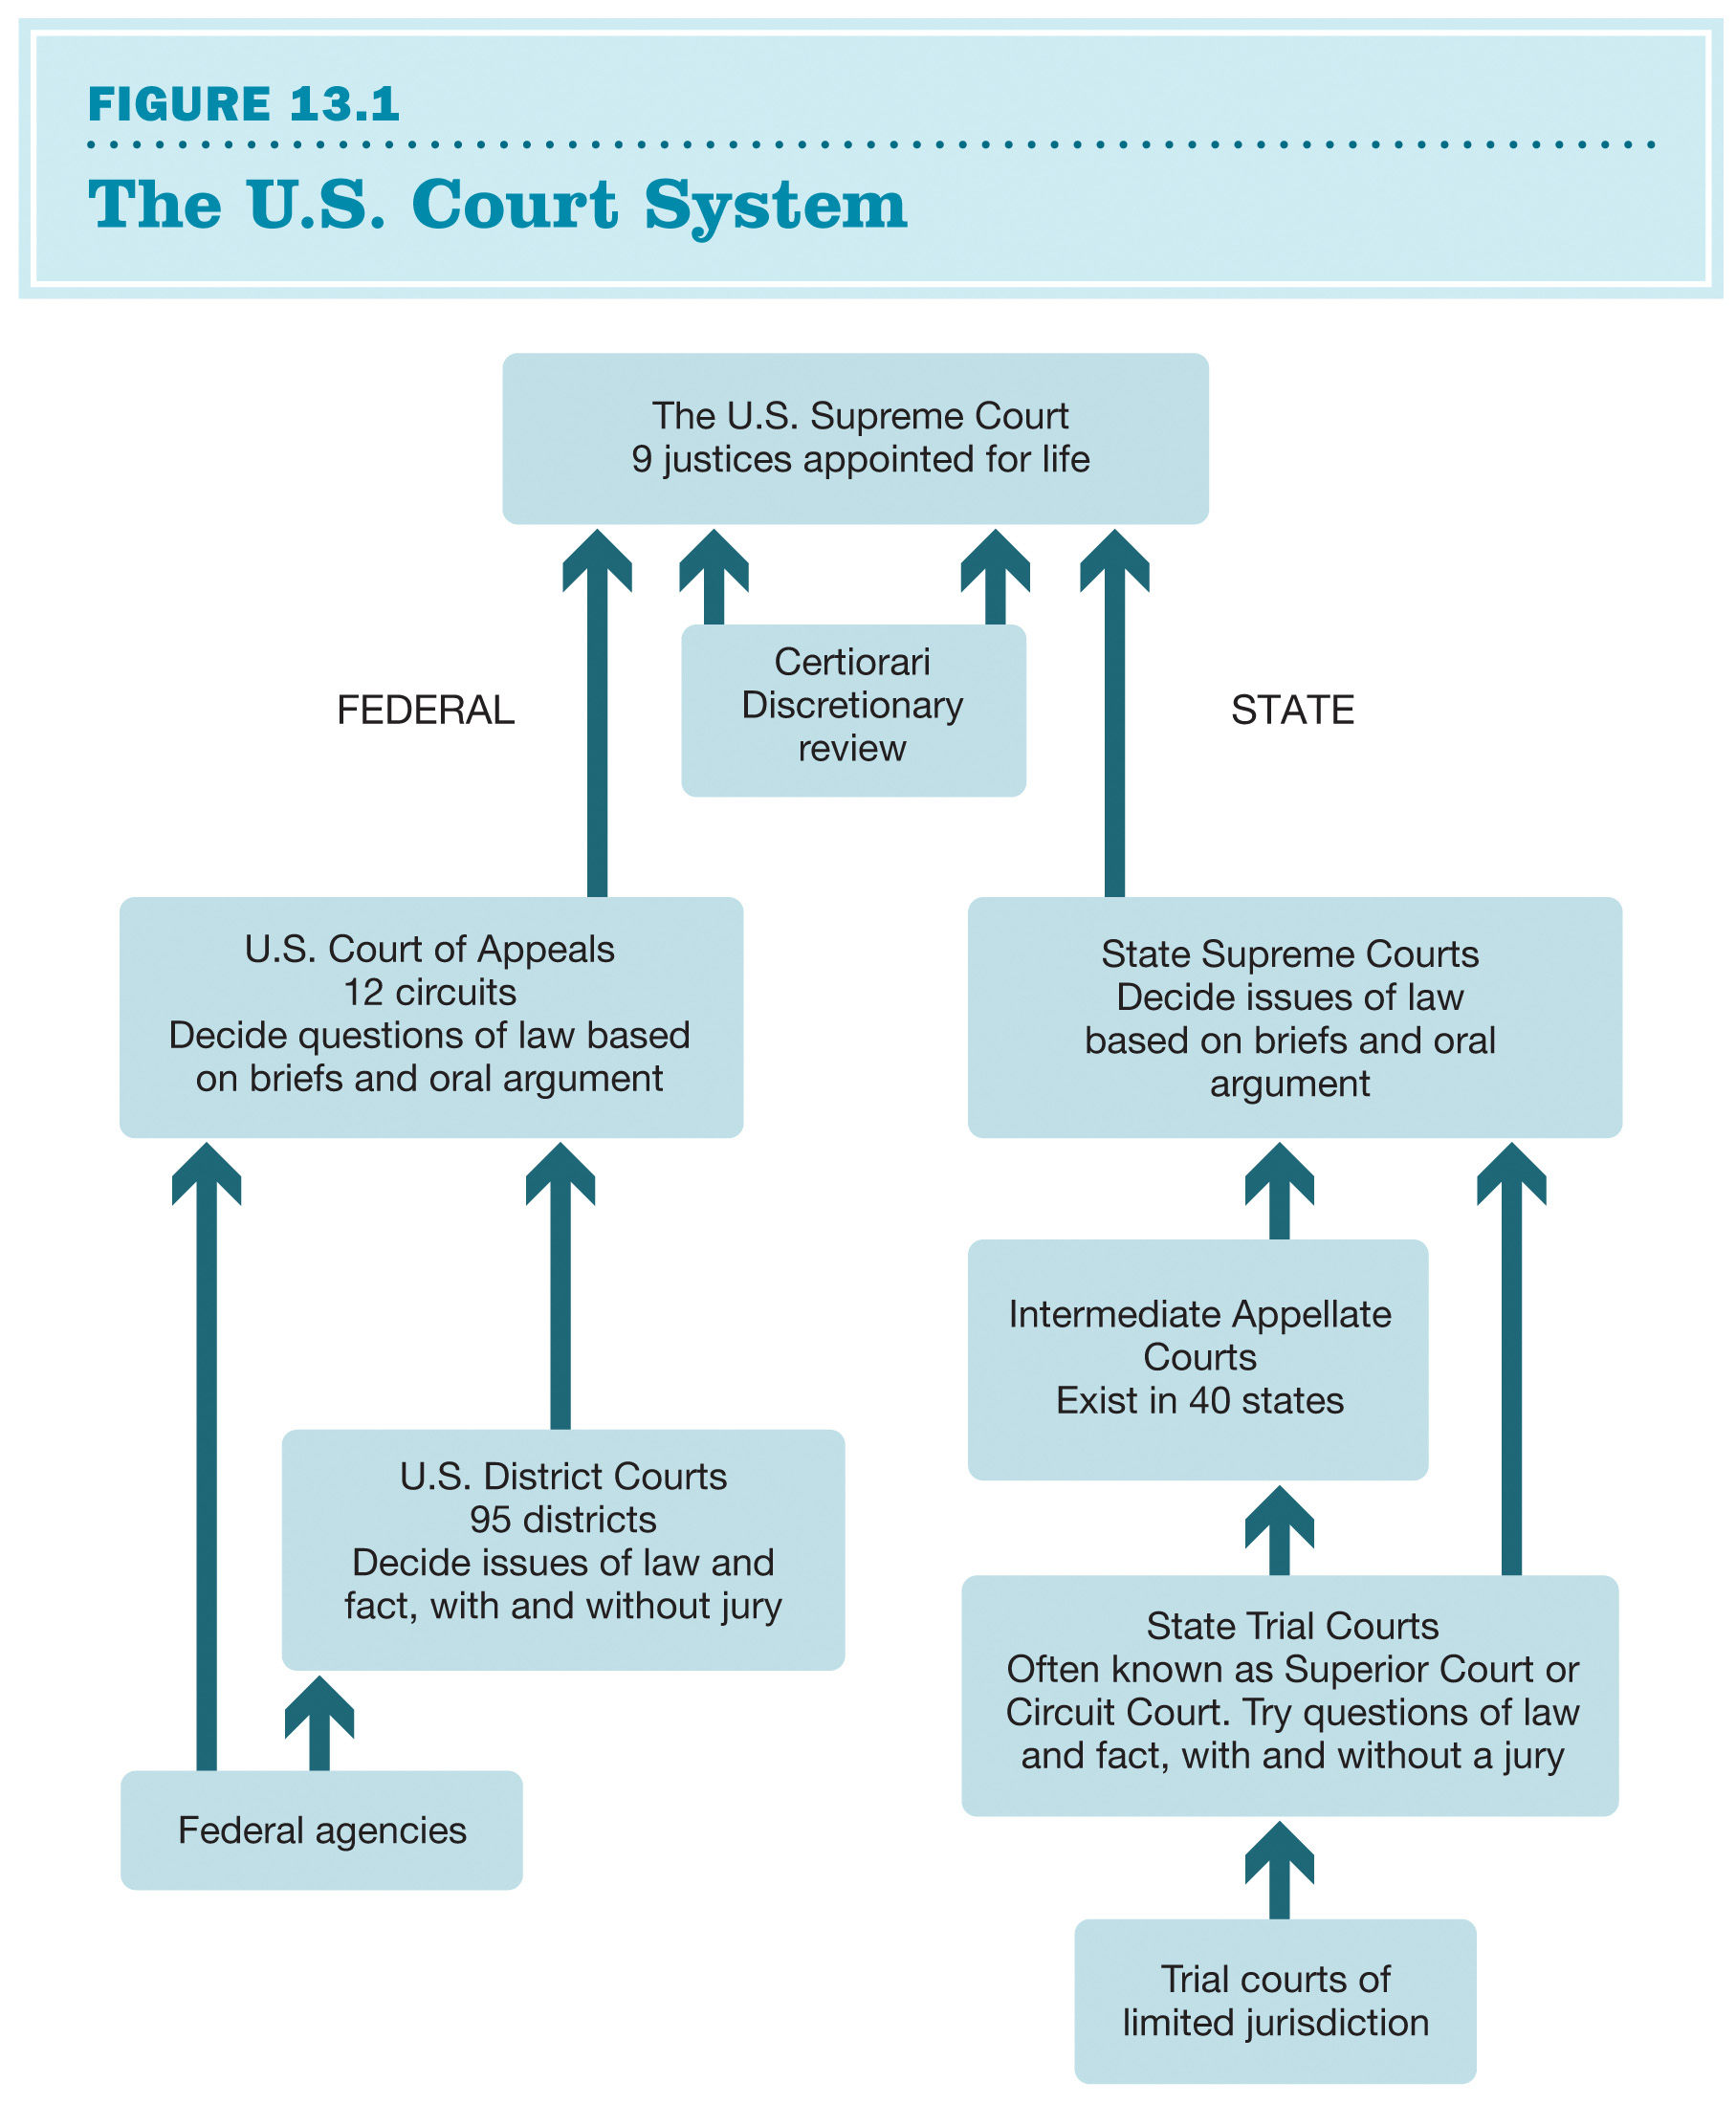 FIGURE 13.1
The U.S. Court System
The U.S. Supreme Court
9 justices appointed for life
Certiorari
Discretionary
review
FEDERAL
STATE
U.S. Court of Appeals
12 circuits
Decide questions of law based
on briefs and oral argument
State Supreme Courts
Decide issues of law
based on briefs and oral
argument
Intermediate Appellate
Courts
Exist in 40 states
U.S. District Courts
95 districts
Decide issues of law and
fact, with and without jury
State Trial Courts
Often known as Superior Court or
Circuit Court. Try questions of law
and fact, with and without a jury
Federal agencies
Trial courts of
limited jurisdiction